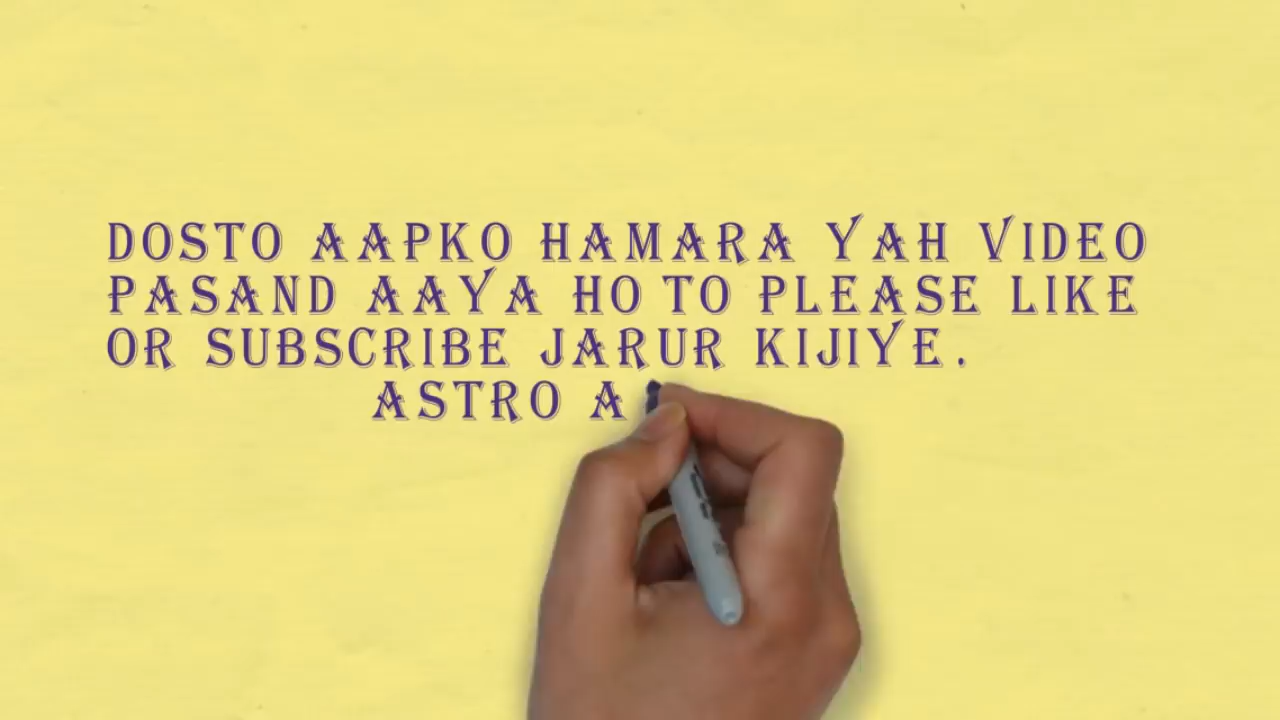 DOSTO AAPKO HAMARA YAH VIDEO
PASAND AAYA HO TO PLEASE LIKE
OR SUBSCRIBE JARUR KIJIYE.
ASTRO A